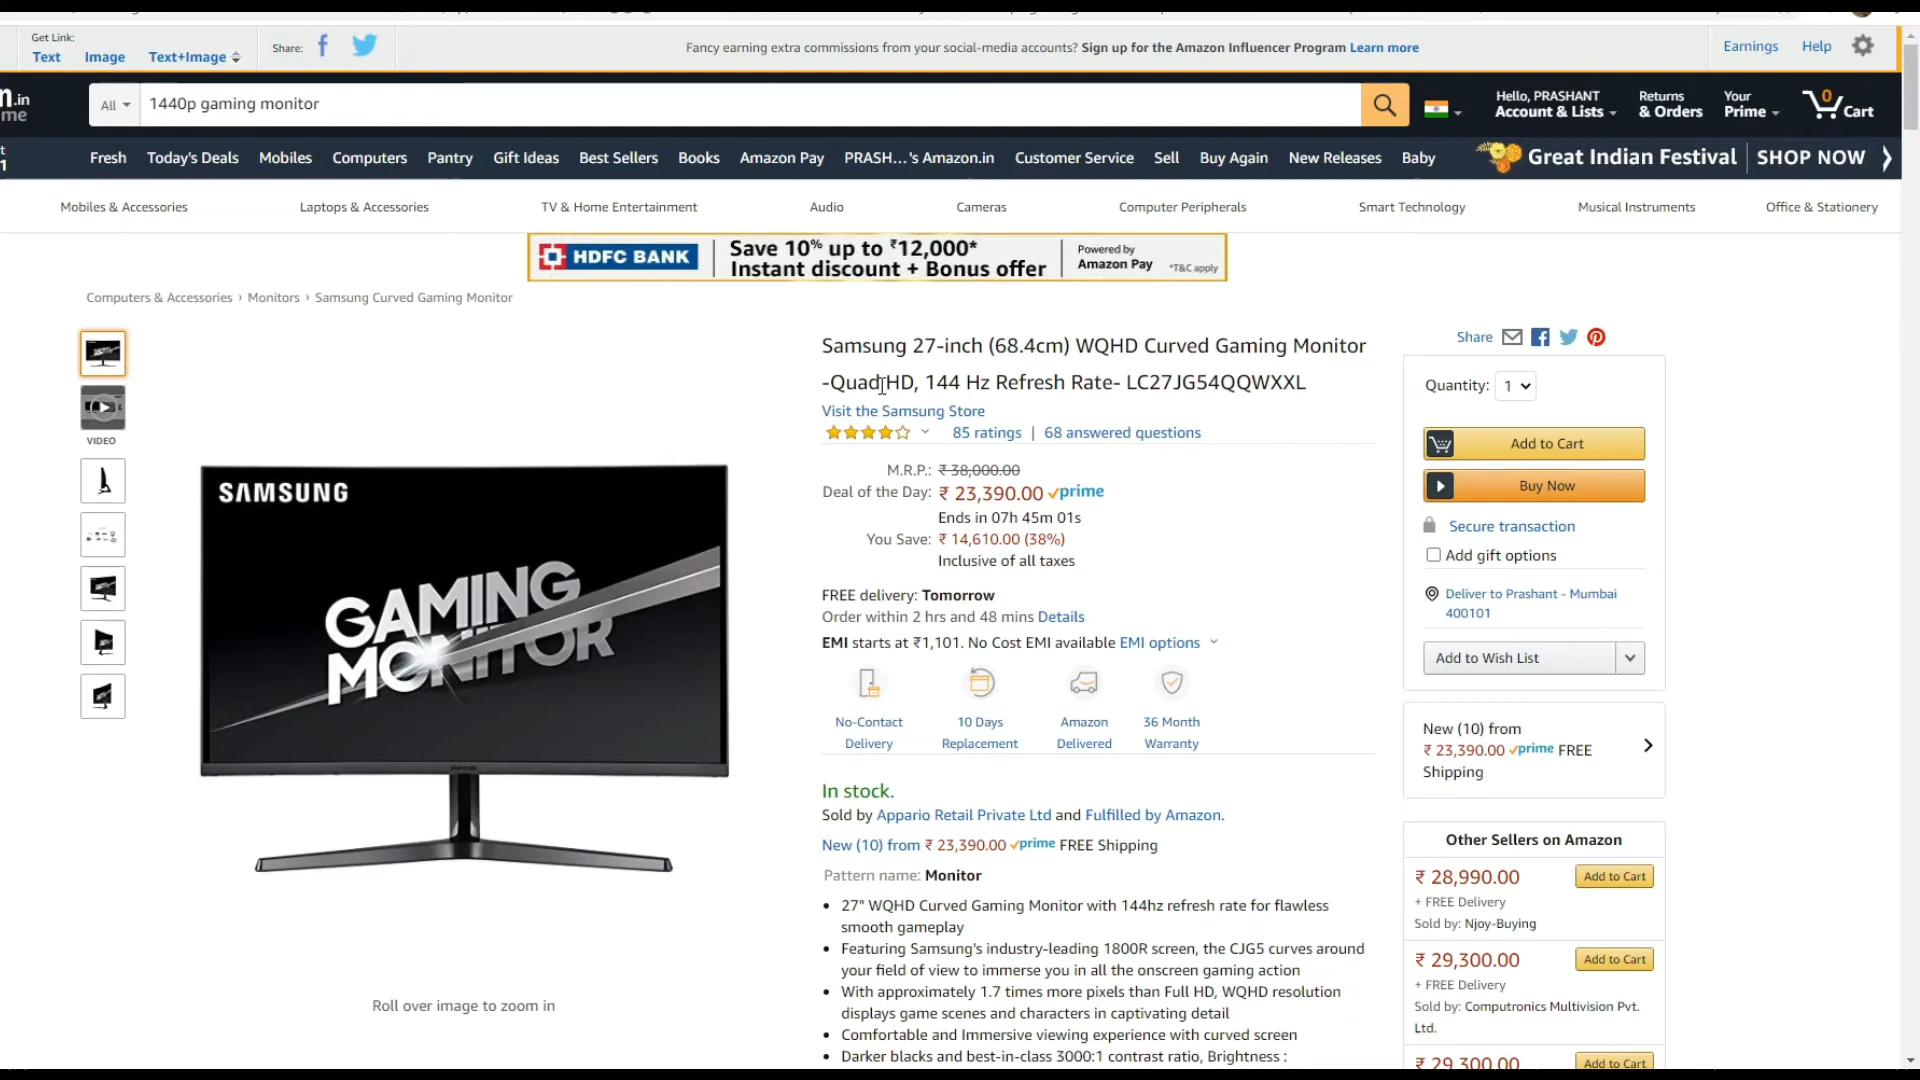 Get Link:
Text Image Text+Image
Share:
Fancy earning extra commissions from your social-media accounts? Sign up for the Amazon Influencer Program Learn more
Earnings Help
n.in
me
All
1440p gaming monitor
Hello, PRASHANT
Account & Lists
Returns
& Orders
Your
Prime
0
Cart
t
1
Fresh Today's Deals Mobiles Computers Pantry Gift Ideas Best Sellers Books Amazon Pay PRASH...'s Amazon.in Customer Service Sell Buy Again New Releases Baby
Great Indian Festival SHOP NOW
Mobiles & Accessories Laptops & Accessories TV & Home Entertainment Audio Cameras Computer Peripherals Smart Technology Musical Instruments Office & Stationery
HDFC BANK
Save 10% up to ₹12,000*
Instant discount + Bonus offer
Powered by
Amazon Pay
*T&C apply
Computers & Accessories › Monitors › Samsung Curved Gaming Monitor
VIDEO
SAMSUNG
GAMING
MONITOR
SAMSUNG
Roll over image to zoom in
Samsung 27-inch (68.4cm) WQHD Curved Gaming Monitor
-Quad HD, 144 Hz Refresh Rate- LC27JG54QQWXXL
Visit the Samsung Store
85 ratings | 68 answered questions
M.R.P.: ₹ 38,000.00
Deal of the Day: ₹ 23,390.00 prime
Ends in 07h 45m 01s
You Save: ₹ 14,610.00 (38%)
Inclusive of all taxes
FREE delivery: Tomorrow
Order within 2 hrs and 48 mins Details
EMI starts at ₹1,101. No Cost EMI available EMI options
No-Contact
Delivery
10 Days
Replacement
Amazon
Delivered
36 Month
Warranty
In stock.
Sold by Appario Retail Private Ltd and Fulfilled by Amazon.
New (10) from ₹ 23,390.00 prime FREE Shipping
Pattern name: Monitor
• 27" WQHD Curved Gaming Monitor with 144hz refresh rate for flawless
smooth gameplay
• Featuring Samsung's industry-leading 1800R screen, the CJG5 curves around
your field of view to immerse you in all the onscreen gaming action
• With approximately 1.7 times more pixels than Full HD, WQHD resolution
displays game scenes and characters in captivating detail
• Comfortable and Immersive viewing experience with curved screen
• Darker blacks and best-in-class 3000:1 contrast ratio, Brightness :
Share
Quantity: 1
Add to Cart
Buy Now
Secure transaction
Add gift options
Deliver to Prashant - Mumbai
400101
Add to Wish List
New (10) from
₹ 23,390.00 prime FREE
Shipping
Other Sellers on Amazon
₹ 28,990.00 Add to Cart
+ FREE Delivery
Sold by: Njoy-Buying
₹ 29,300.00 Add to Cart
+ FREE Delivery
Sold by: Computronics Multivision Pvt.
Ltd.
₹ 29,300.00 Add to Cart